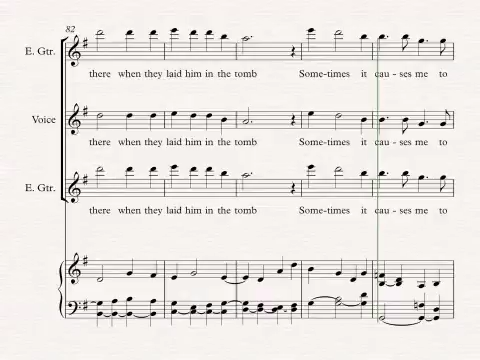 82
E. Gtr.
there when they laid him in the tomb Some-times it cau - ses me to
Voice
there when they laid him in the tomb Some-times it cau - ses me to
E. Gtr.
there when they laid him in the tomb Some-times it cau - ses me to